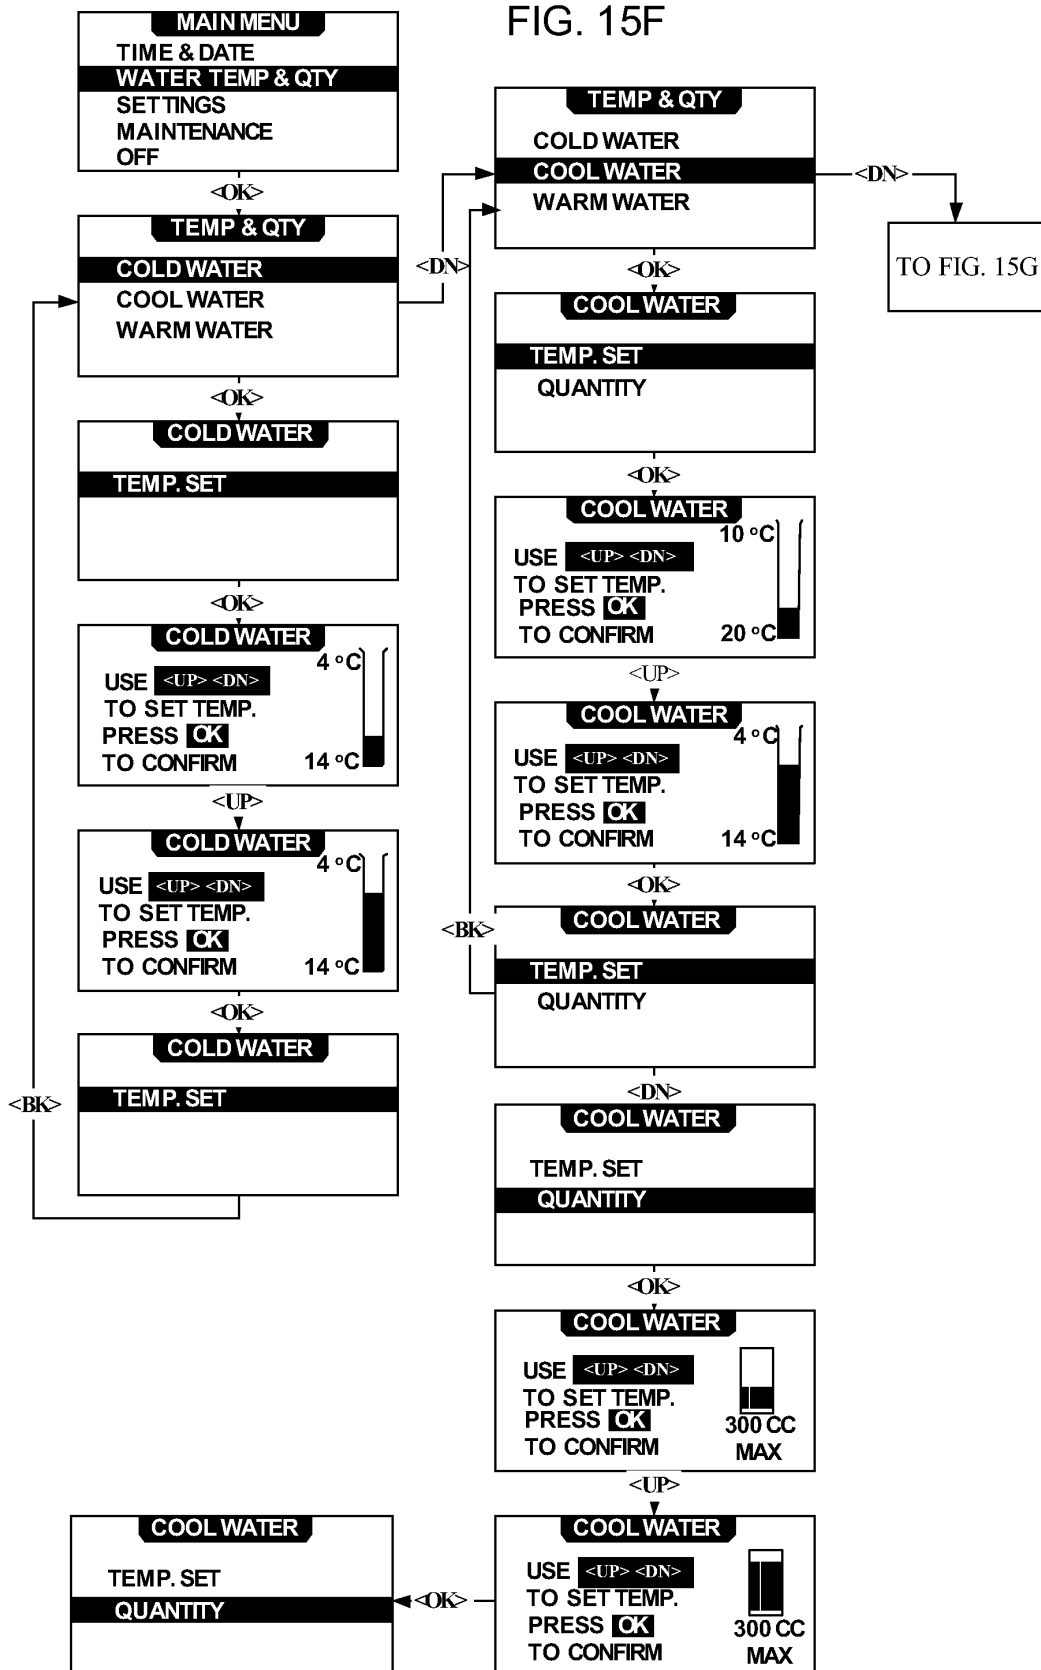 FIG. 15F
MAIN MENU
TIME & DATE
WATER TEMP & QTY
SETTINGS
MAINTENANCE
OFF
<OK>
TEMP & QTY
COLD WATER
COOL WATER
WARM WATER
<DN>
<OK>
COLD WATER
TEMP. SET
<OK>
COLD WATER
4 °C
USE <UP> <DN>
TO SET TEMP.
PRESS OK
TO CONFIRM
14 °C
<UP>
COLD WATER
4 °C
USE <UP> <DN>
TO SET TEMP.
PRESS OK
TO CONFIRM
14 °C
<OK>
COLD WATER
TEMP. SET
<BK>
TEMP & QTY
COLD WATER
COOL WATER
WARM WATER
<DN>
TO FIG. 15G
<OK>
COOL WATER
TEMP. SET
QUANTITY
<OK>
COOL WATER
10 °C
USE <UP> <DN>
TO SET TEMP.
PRESS OK
TO CONFIRM
20 °C
<UP>
COOL WATER
4 °C
USE <UP> <DN>
TO SET TEMP.
PRESS OK
TO CONFIRM
14 °C
<OK>
COOL WATER
TEMP. SET
QUANTITY
<BK>
<DN>
COOL WATER
TEMP. SET
QUANTITY
<OK>
COOL WATER
USE <UP> <DN>
TO SET TEMP.
PRESS OK
TO CONFIRM
300 CC
MAX
<UP>
COOL WATER
USE <UP> <DN>
TO SET TEMP.
PRESS OK
TO CONFIRM
300 CC
MAX
<OK>
COOL WATER
TEMP. SET
QUANTITY